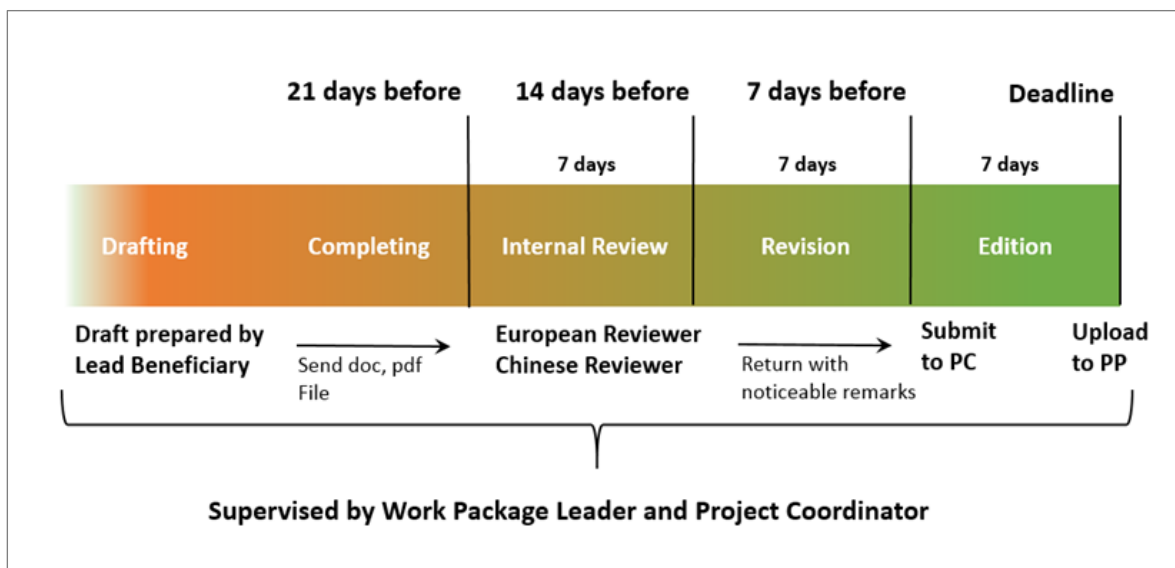 21 days before
14 days before
7 days before
Deadline
7 days
7 days
7 days
Drafting
Completing
Internal Review
Revision
Edition
Draft prepared by
Lead Beneficiary
Send doc, pdf
File
European Reviewer
Chinese Reviewer
Return with
noticeable remarks
Submit
to PC
Upload
to PP
Supervised by Work Package Leader and Project Coordinator